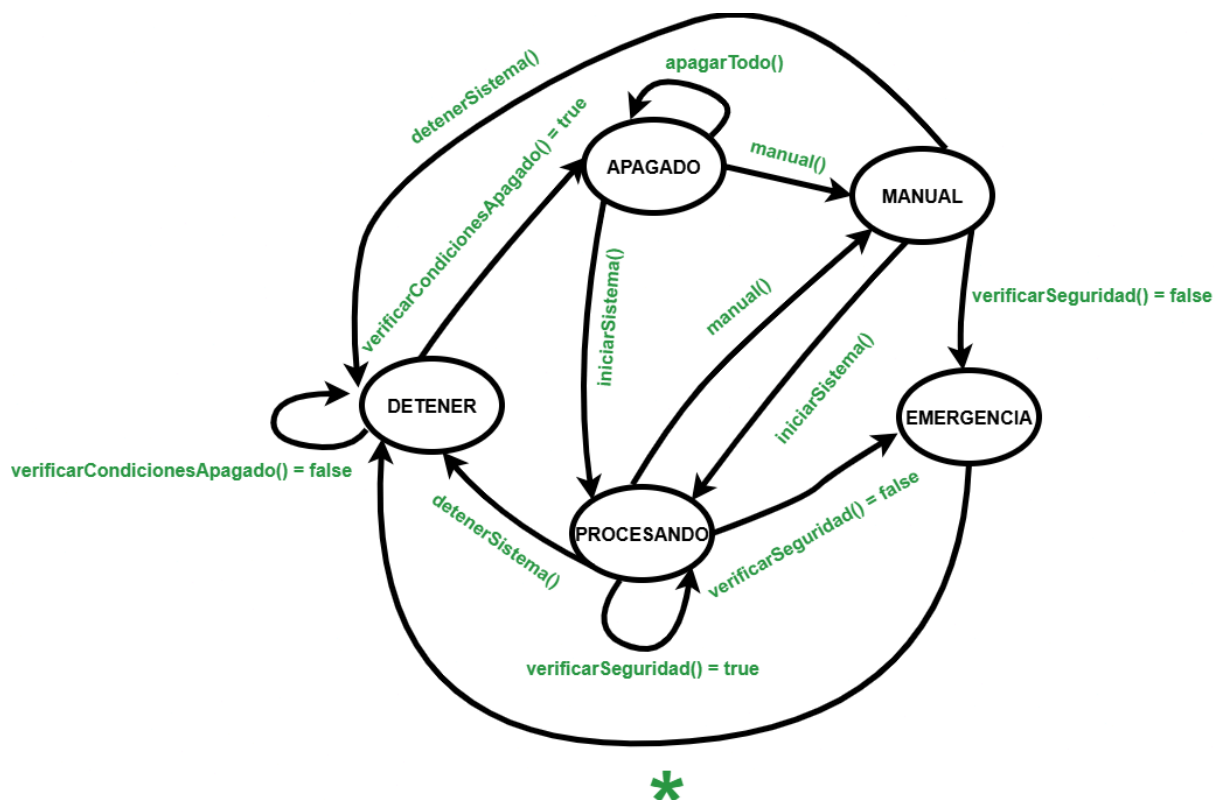 detenerSistema()
apagarTodo()
verificarCondicionesApagado() = true
APAGADO
manual()
MANUAL
iniciarSistema()
manual()
iniciarSistema()
verificarSeguridad() = false
DETENER
EMERGENCIA
verificarCondicionesApagado() = false
detenerSistema()
PROCESANDO
verificarSeguridad() = false
verificarSeguridad() = true
*